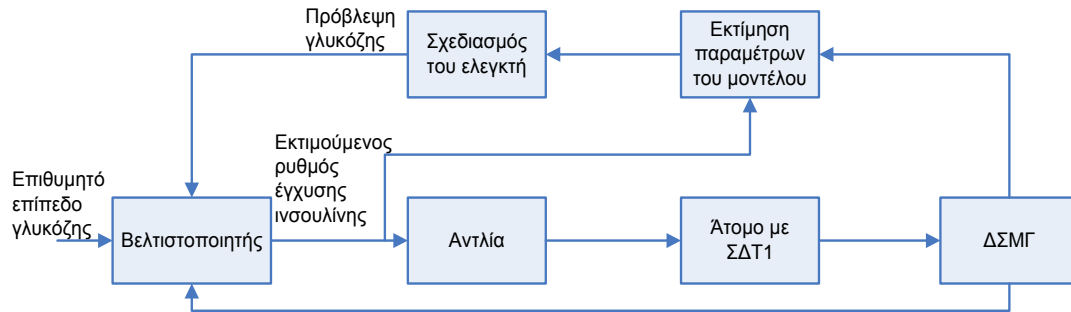 Πρόβλεψη
γλυκόζης
Σχεδιασμός
του ελεγκτή
Εκτίμηση
παραμέτρων
του μοντέλου
Επιθυμητό
επίπεδο
γλυκόζης
Βελτιστοποιητής
Εκτιμούμενος
ρυθμός
έγχυσης
ινσουλίνης
Αντλία
Άτομο με
ΣΔΤ1
ΔΣΜΓ